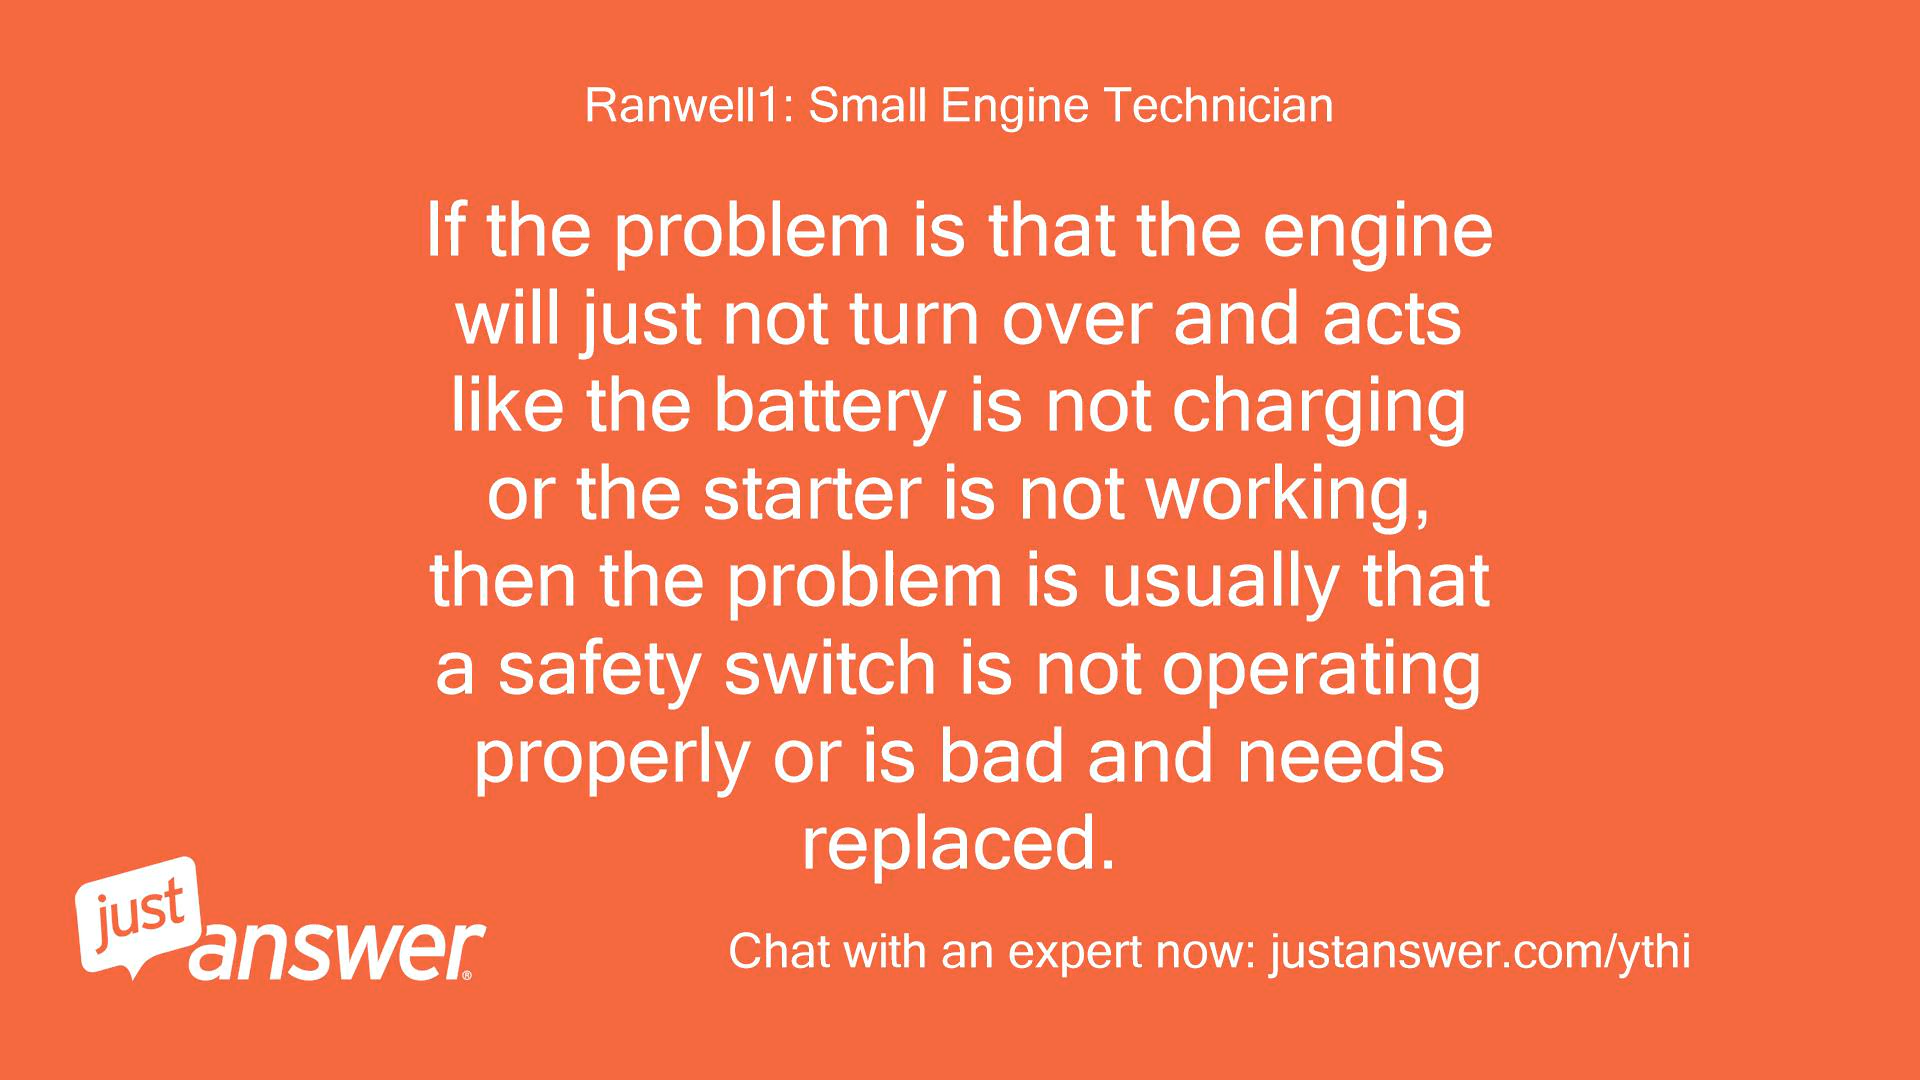 Ranwell1: Small Engine Technician
If the problem is that the engine
will just not turn over and acts
like the battery is not charging
or the starter is not working,
then the problem is usually that
a safety switch is not operating
properly or is bad and needs
replaced.
just
answer®
Chat with an expert now: justanswer.com/ythi